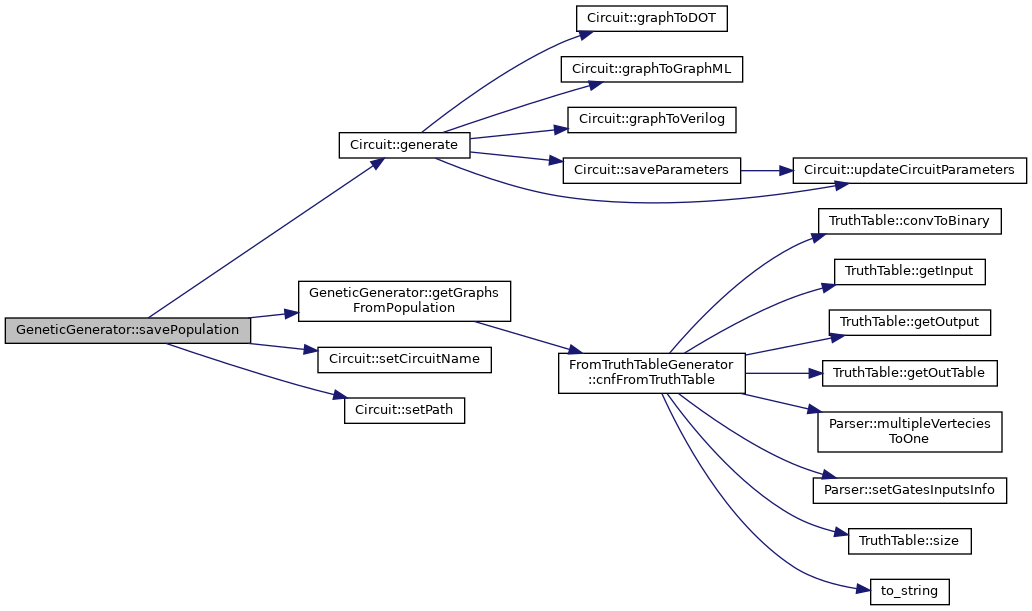 Circuit::graphToDOT
Circuit::graphToGraphML
Circuit::graphToVerilog
Circuit::generate
Circuit::saveParameters
Circuit::updateCircuitParameters
TruthTable::convToBinary
TruthTable::getInput
GeneticGenerator::getGraphs
FromPopulation
TruthTable::getOutput
GeneticGenerator::savePopulation
Circuit::setCircuitName
FromTruthTableGenerator
::cnfFromTruthTable
TruthTable::getOutTable
Circuit::setPath
Parser::multipleVertecies
ToOne
Parser::setGatesInputsInfo
TruthTable::size
to_string